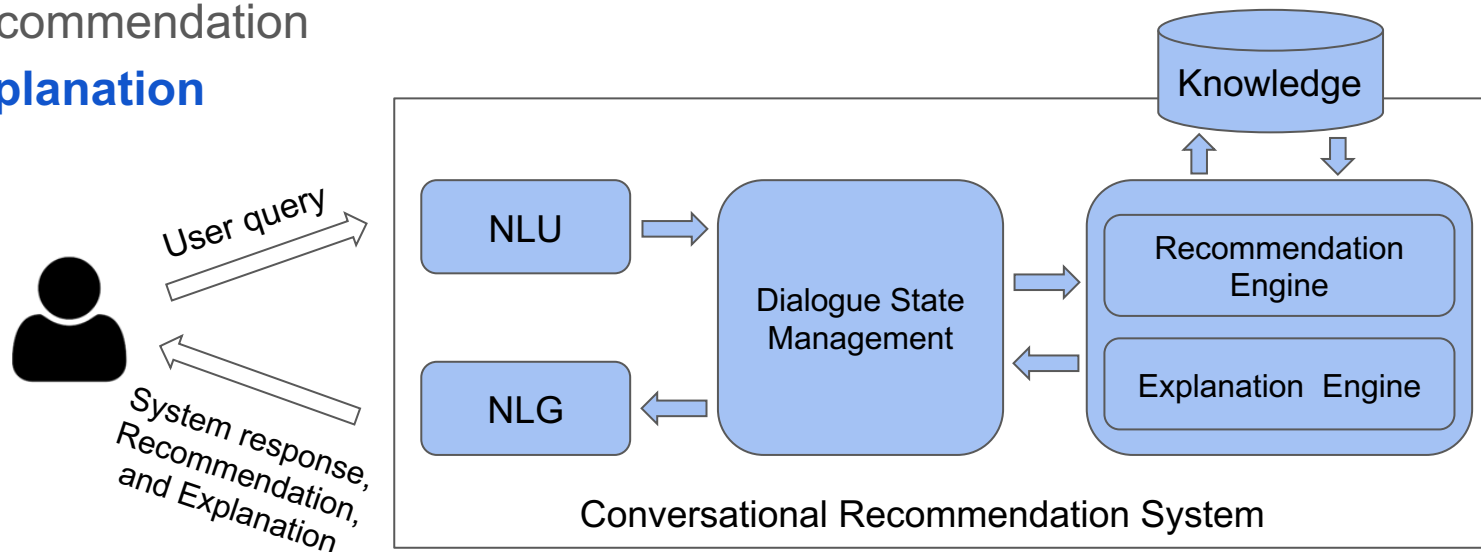 commendation
planation
Knowledge
User query
NLU
Recommendation
Engine
Dialogue State
Management
Explanation Engine
NLG
System response,
Recommendation,
and Explanation
Conversational Recommendation System